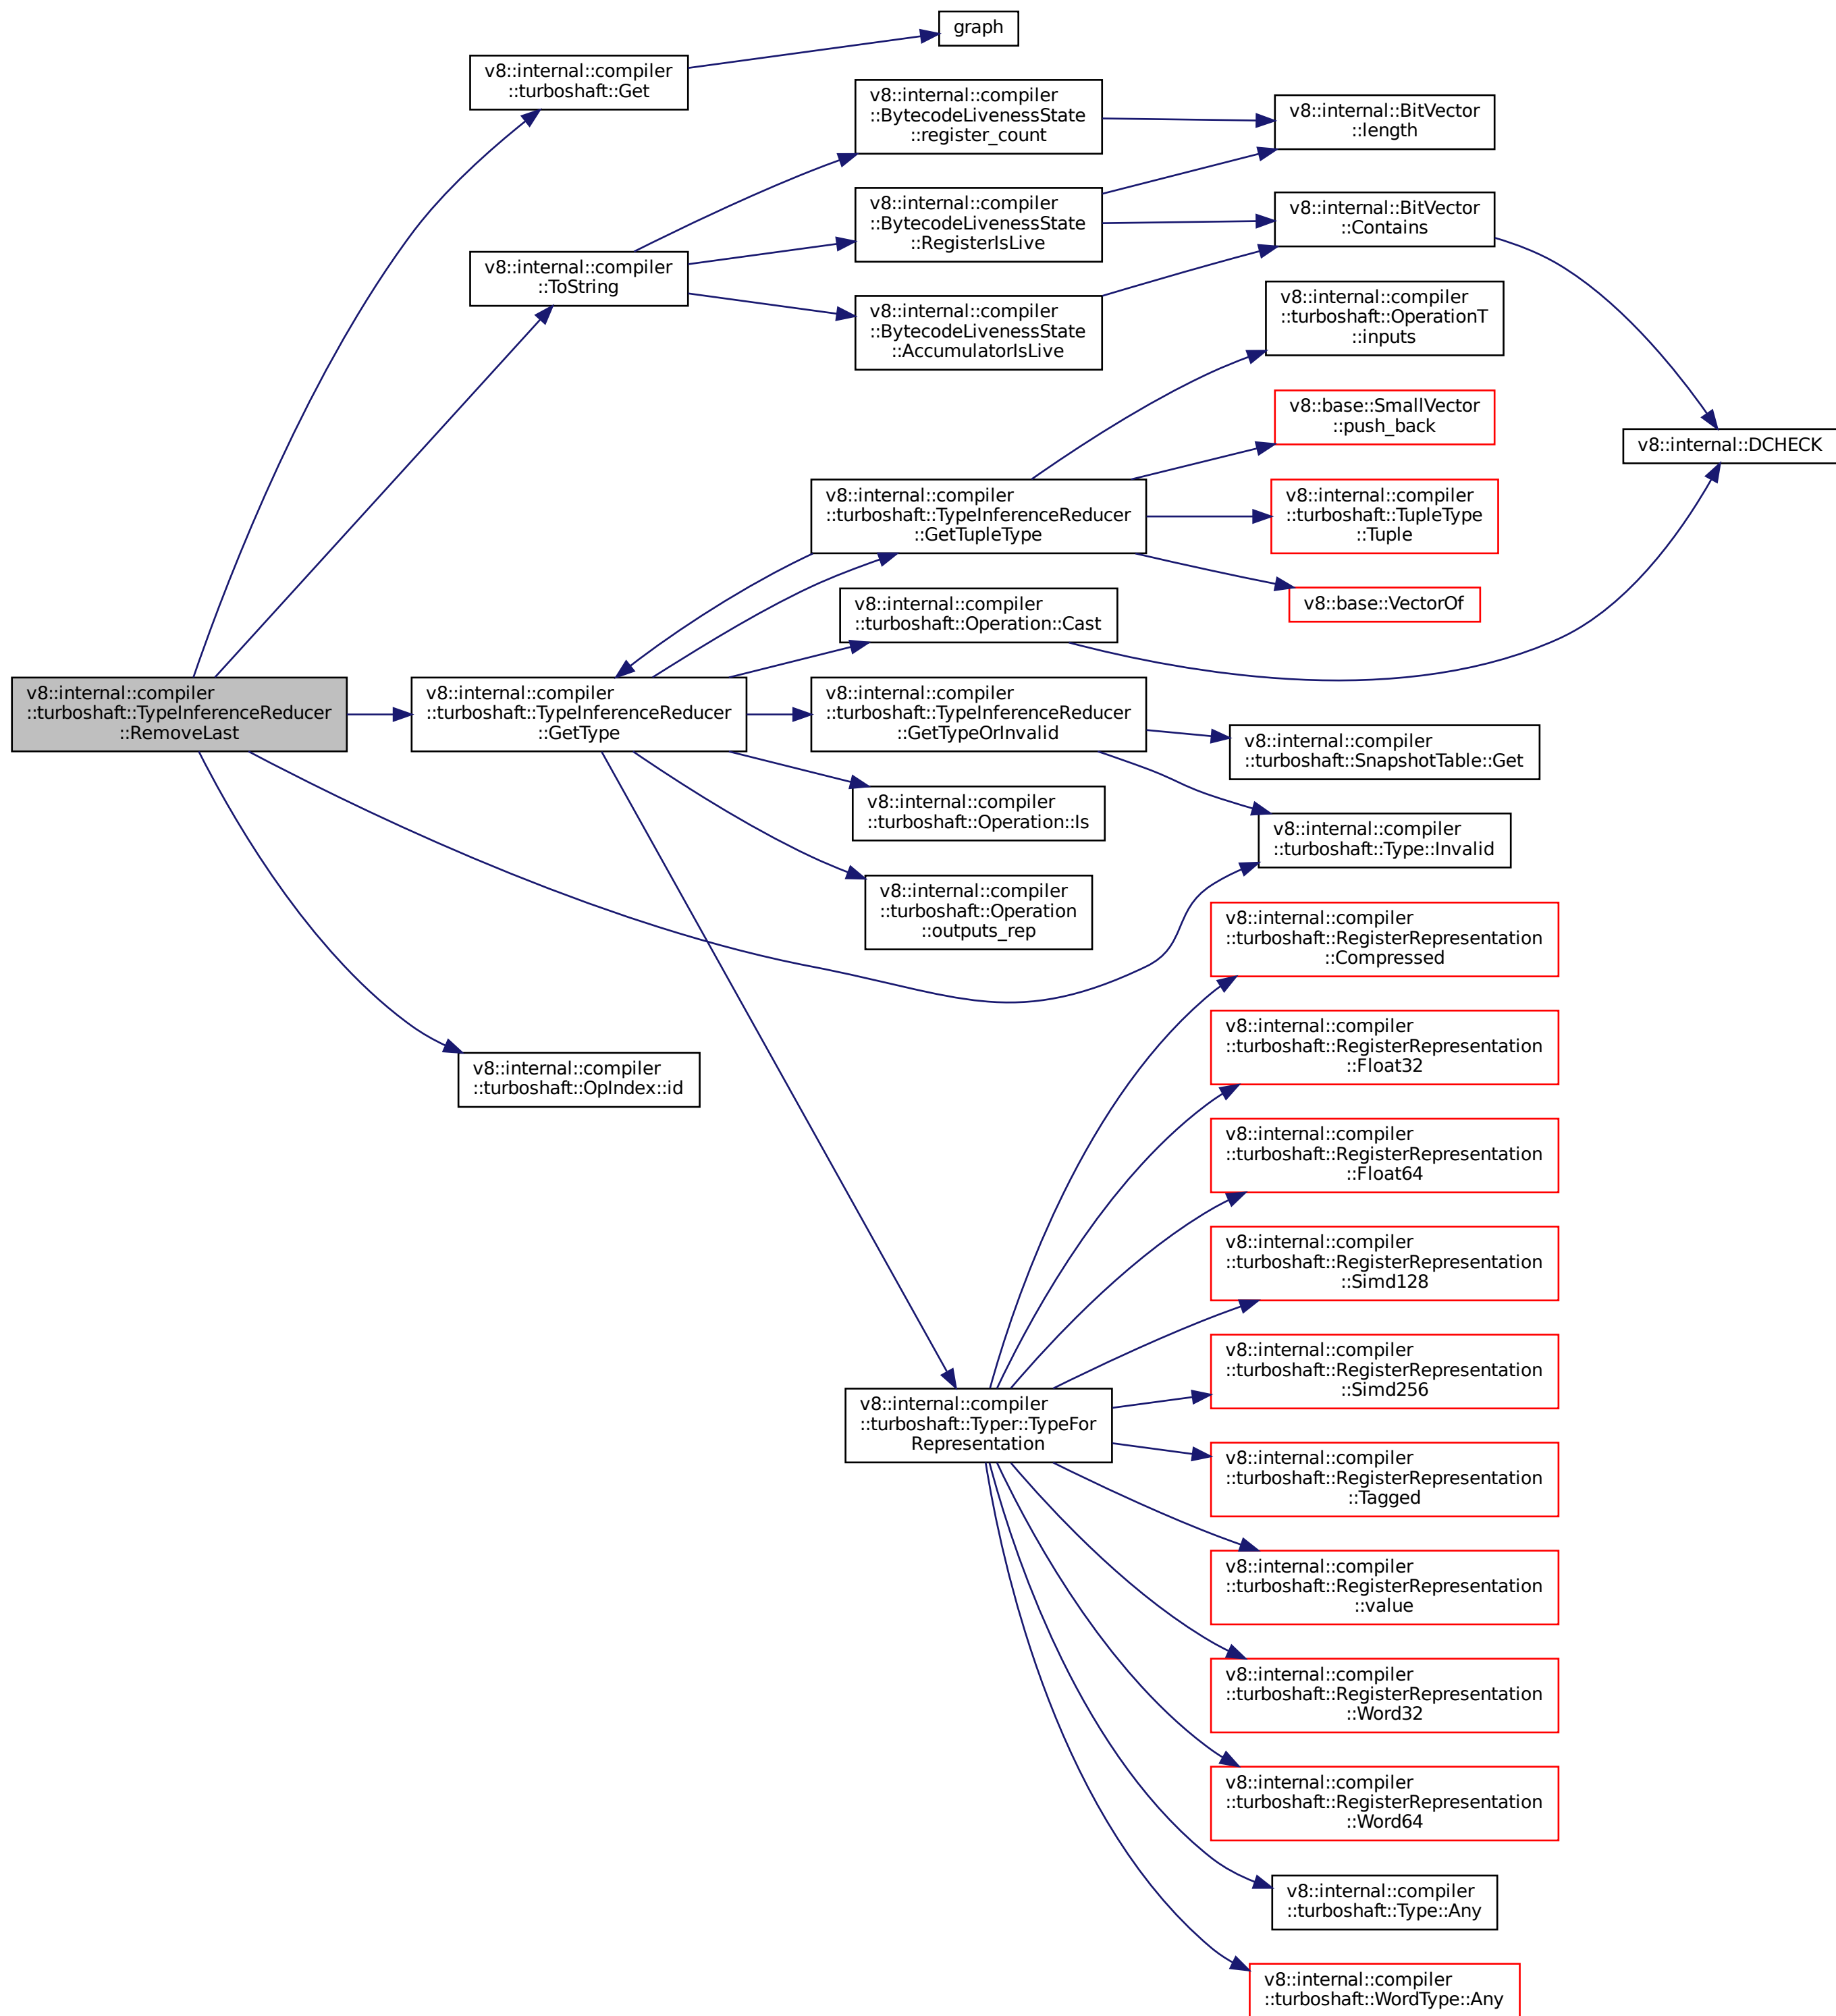 graph
v8::internal::compiler
::turboshaft::Get
v8::internal::compiler
::BytecodeLivenessState
::register_count
v8::internal::BitVector
::length
v8::internal::compiler
::BytecodeLivenessState
::RegisterIsLive
v8::internal::BitVector
::Contains
v8::internal::compiler
::ToString
v8::internal::compiler
::BytecodeLivenessState
::AccumulatorIsLive
v8::internal::compiler
::turboshaft::OperationT
::inputs
v8::base::SmallVector
::push_back
v8::internal::DCHECK
v8::internal::compiler
::turboshaft::TypeInferenceReducer
::GetTupleType
v8::internal::compiler
::turboshaft::TupleType
::Tuple
v8::base::VectorOf
v8::internal::compiler
::turboshaft::Operation::Cast
v8::internal::compiler
::turboshaft::TypeInferenceReducer
::RemoveLast
v8::internal::compiler
::turboshaft::TypeInferenceReducer
::GetType
v8::internal::compiler
::turboshaft::TypeInferenceReducer
::GetTypeOrInvalid
v8::internal::compiler
::turboshaft::SnapshotTable::Get
v8::internal::compiler
::turboshaft::Operation::Is
v8::internal::compiler
::turboshaft::Type::Invalid
v8::internal::compiler
::turboshaft::Operation
::outputs_rep
v8::internal::compiler
::turboshaft::RegisterRepresentation
::Compressed
v8::internal::compiler
::turboshaft::RegisterRepresentation
::Float32
v8::internal::compiler
::turboshaft::OpIndex::id
v8::internal::compiler
::turboshaft::RegisterRepresentation
::Float64
v8::internal::compiler
::turboshaft::RegisterRepresentation
::Simd128
v8::internal::compiler
::turboshaft::RegisterRepresentation
::Simd256
v8::internal::compiler
::turboshaft::Typer::TypeFor
Representation
v8::internal::compiler
::turboshaft::RegisterRepresentation
::Tagged
v8::internal::compiler
::turboshaft::RegisterRepresentation
::value
v8::internal::compiler
::turboshaft::RegisterRepresentation
::Word32
v8::internal::compiler
::turboshaft::RegisterRepresentation
::Word64
v8::internal::compiler
::turboshaft::Type::Any
v8::internal::compiler
::turboshaft::WordType::Any